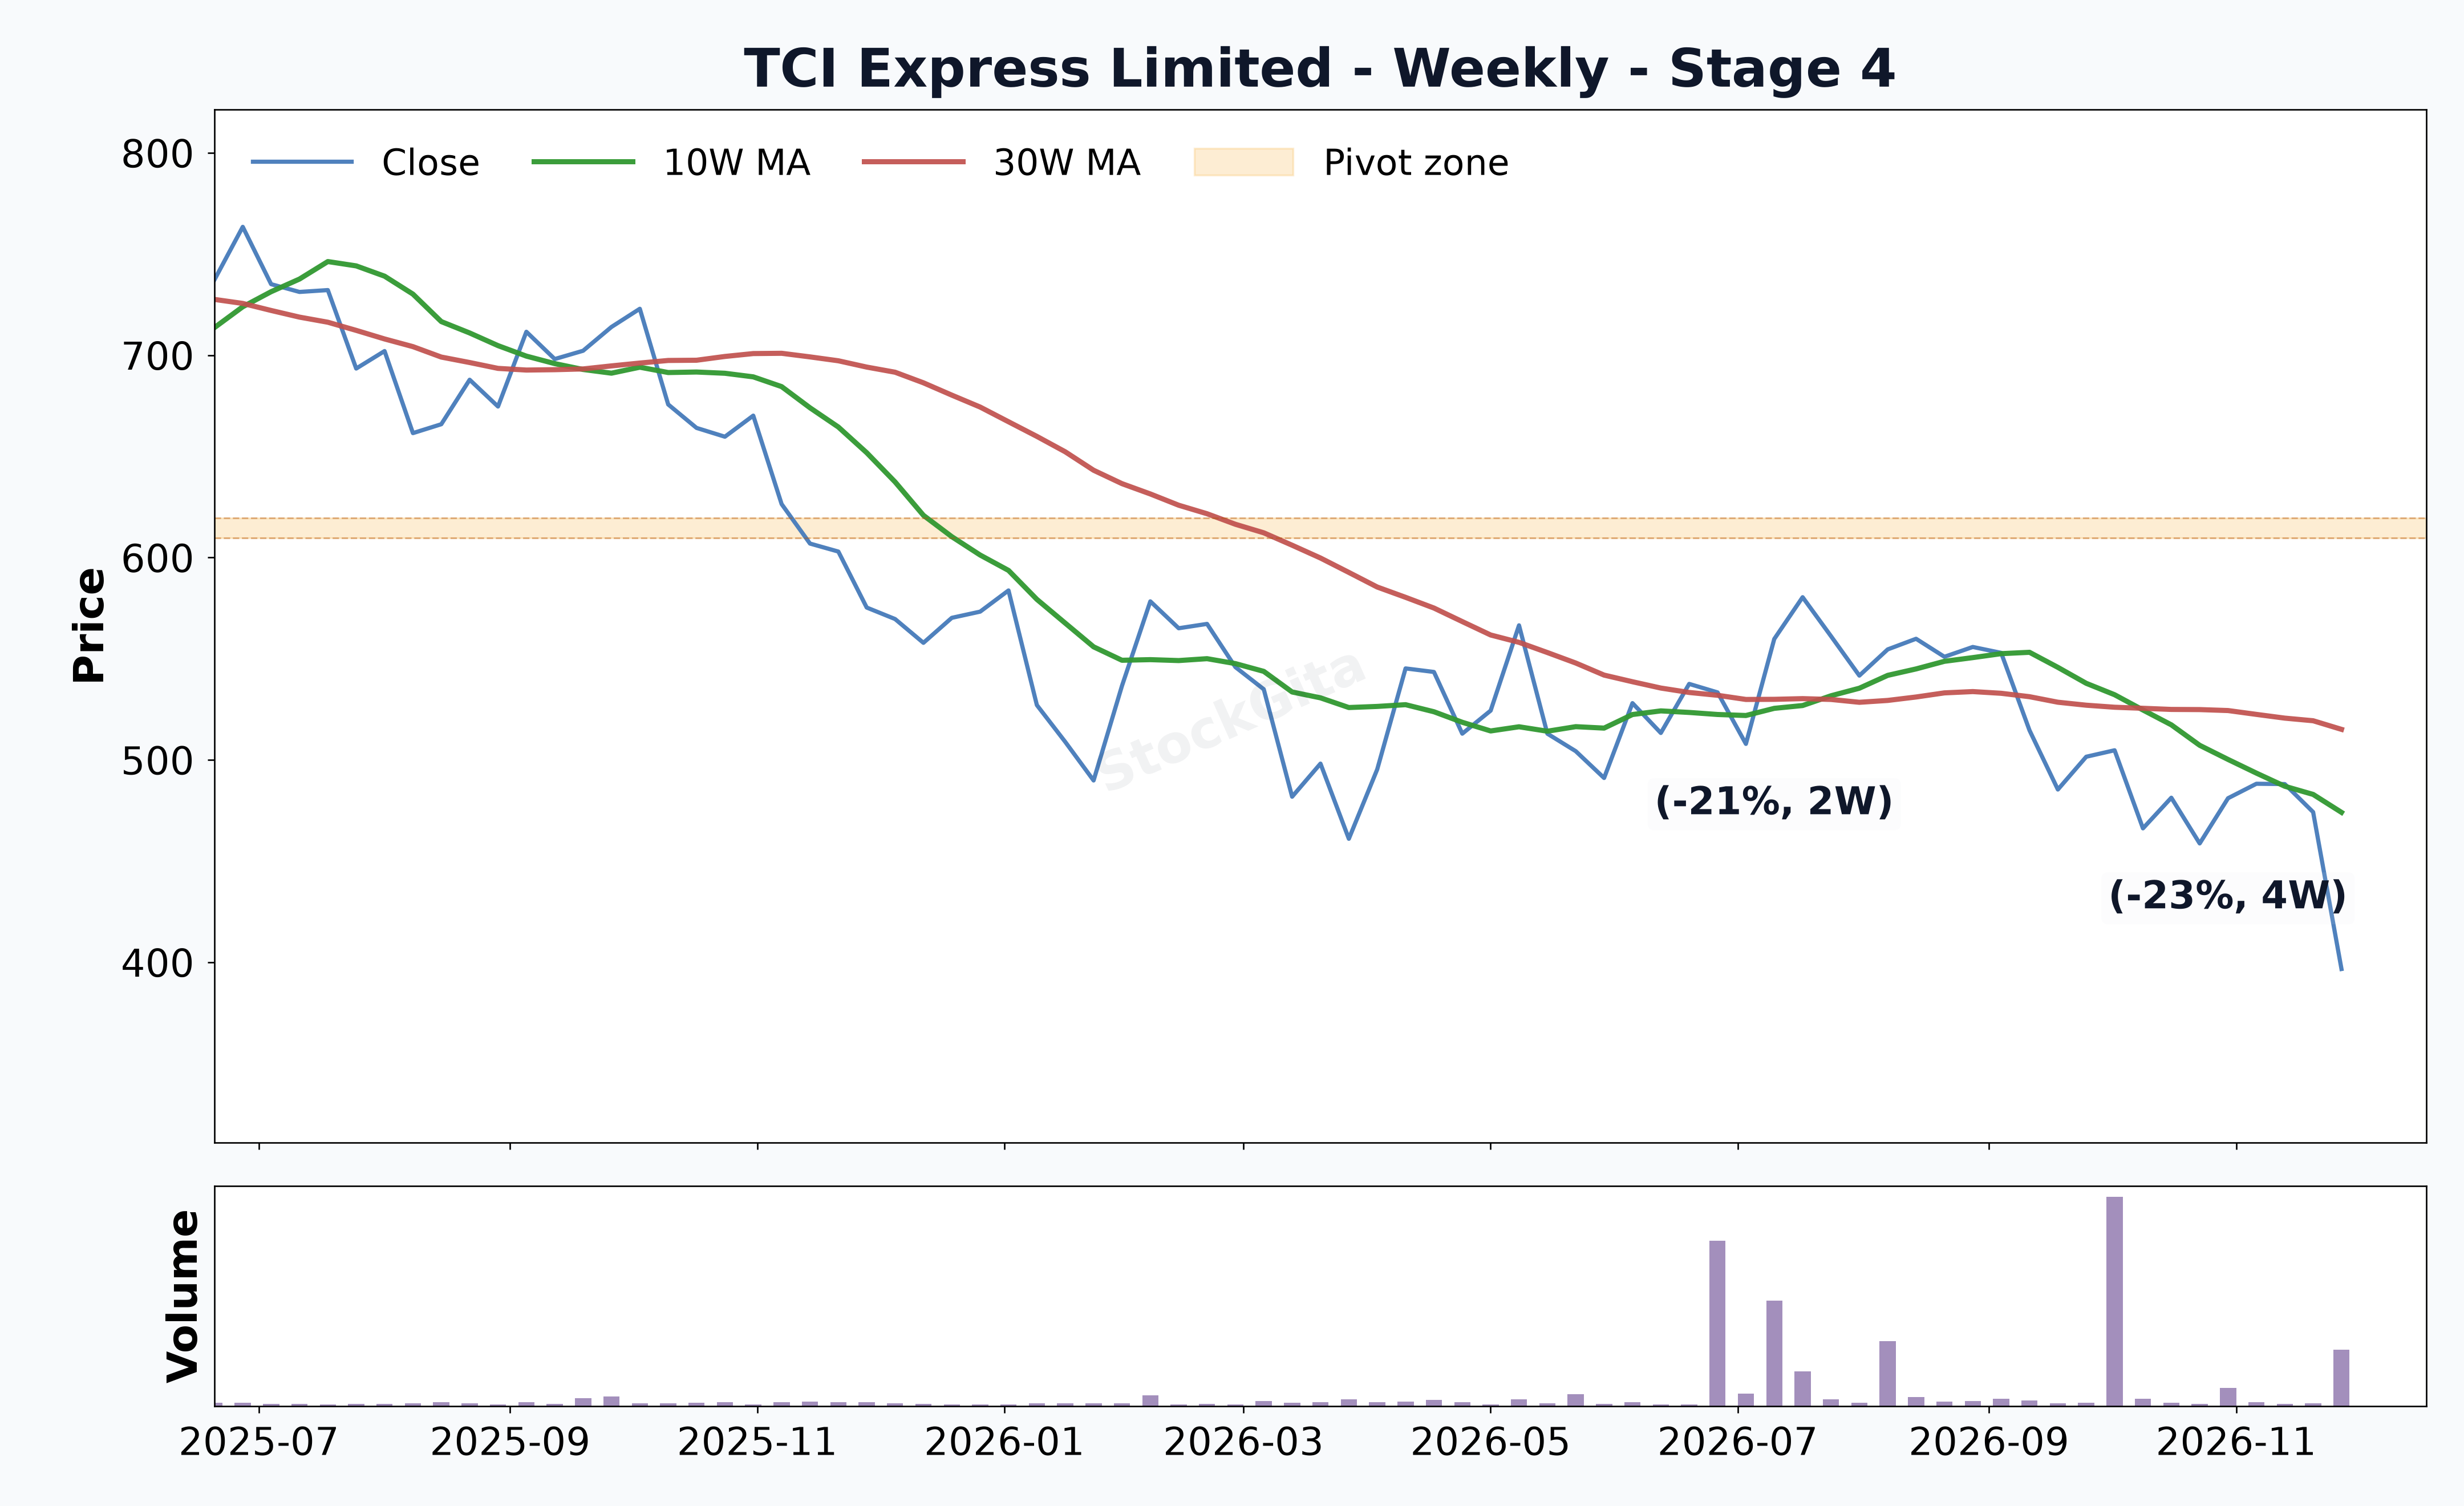 TCI Express Limited - Weekly - Stage 4
Close 10W MA 30W MA Pivot zone
800
700
600
500
400
Price
StockGita
(-21%, 2W)
(-23%, 4W)
Volume
2025-07 2025-09 2025-11 2026-01 2026-03 2026-05 2026-07 2026-09 2026-11